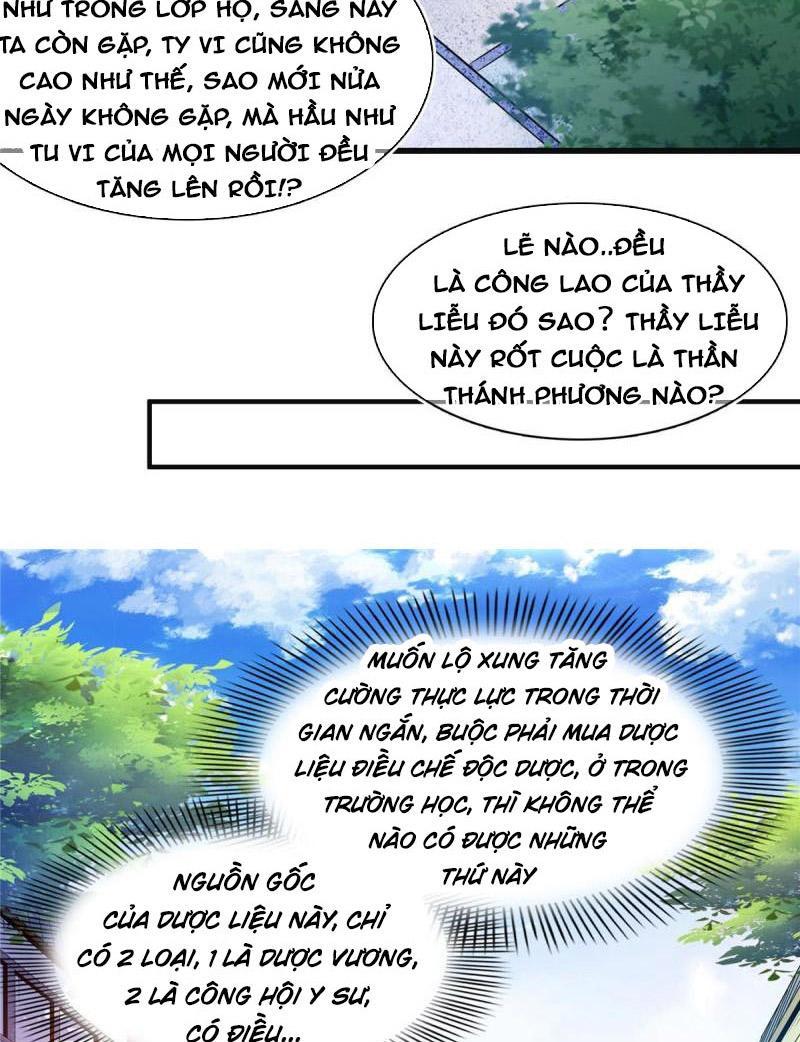 NHƯ TRONG LỚP HỌ, SÁNG NAY
TA CÒN GẶP, TY VI CŨNG KHÔNG
CAO NHƯ THẾ, SAO MỚI NỬA
NGÀY KHÔNG GẶP, MÀ HẦU NHƯ
TU VI CỦA MỌI NGƯỜI ĐỀU
TĂNG LÊN RỒI!?
LẼ NÀO..ĐỀU
LÀ CÔNG LAO CỦA THẦY
LIỄU ĐÓ SAO? THẦY LIỄU
NÀY RỐT CUỘC LÀ THẦN
THÁNH PHƯƠNG NÀO?
MUỐN LỘ XUNG TĂNG
CƯỜNG THỰC LỰC TRONG THỜI
GIAN NGẮN, BUỘC PHẢI MUA DƯỢC
LIỆU ĐIỀU CHẾ ĐỘC DƯỢC, Ở TRONG
TRƯỜNG HỌC, THÌ KHÔNG THỂ
NÀO CÓ ĐƯỢC NHỮNG
THỨ NÀY
NGUỒN GỐC
CỦA DƯỢC LIỆU NÀY, CHỈ
CÓ 2 LOẠI, 1 LÀ DƯỢC VƯƠNG,
2 LÀ CÔNG HỘI Y SƯ,
CÓ ĐIỀU...